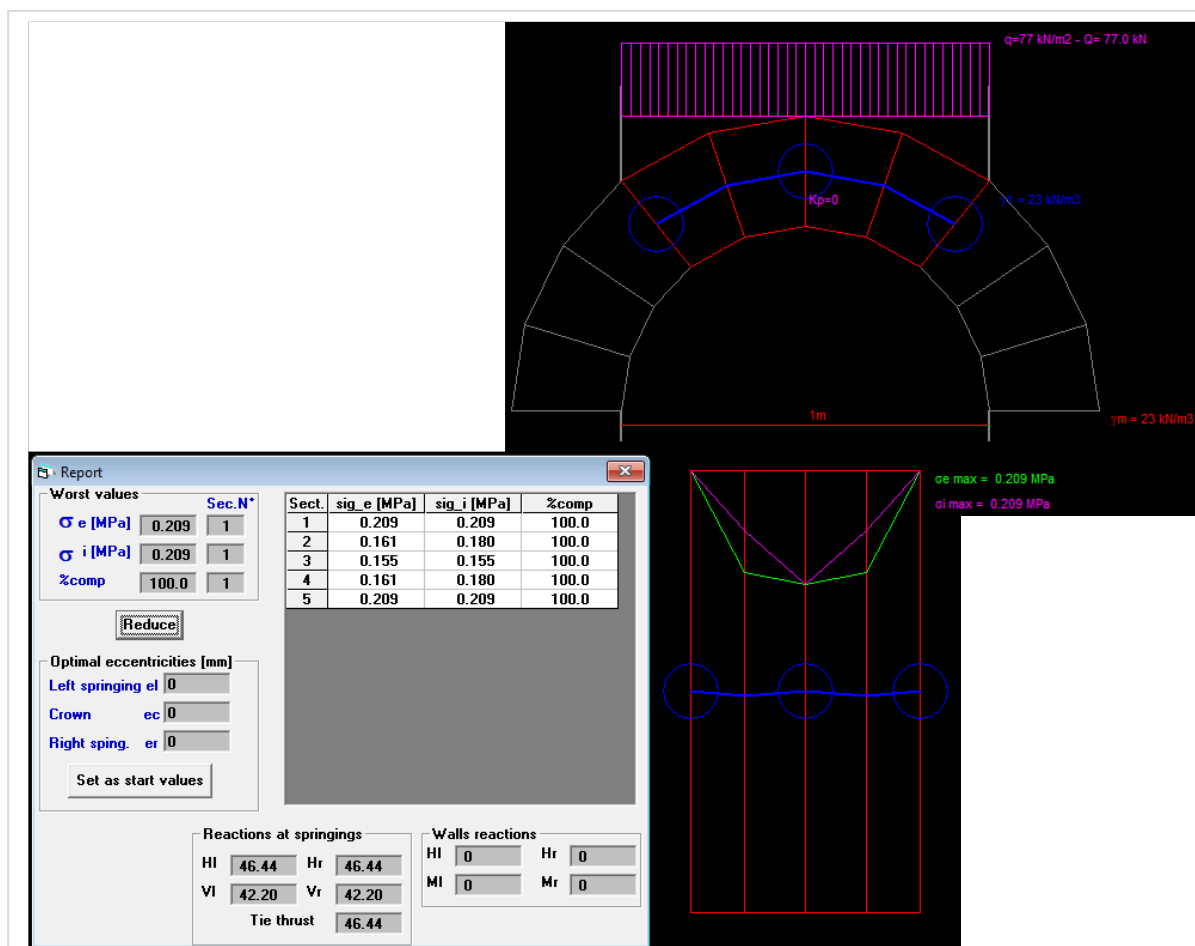 q=77 kN/m2 - Q= 77.0 kN
Kp=0
= 23 kN/m3
1m
γm = 23 kN/m3
Report
Worst values
Sec.N°
σ e [MPa] 0.209 1
σ i [MPa] 0.209 1
%comp 100.0 1
Reduce
Optimal eccentricities [mm]
Left springing el 0
Crown ec 0
Right sping. er 0
Set as start values
Sect. sig_e [MPa] sig_i [MPa] %comp
1 0.209 0.209 100.0
2 0.161 0.180 100.0
3 0.155 0.155 100.0
4 0.161 0.180 100.0
5 0.209 0.209 100.0
Reactions at springings
Hl 46.44 Hr 46.44
Vl 42.20 Vr 42.20
Tie thrust 46.44
Walls reactions
Hl 0 Hr 0
Ml 0 Mr 0
σe max = 0.209 MPa
σi max = 0.209 MPa